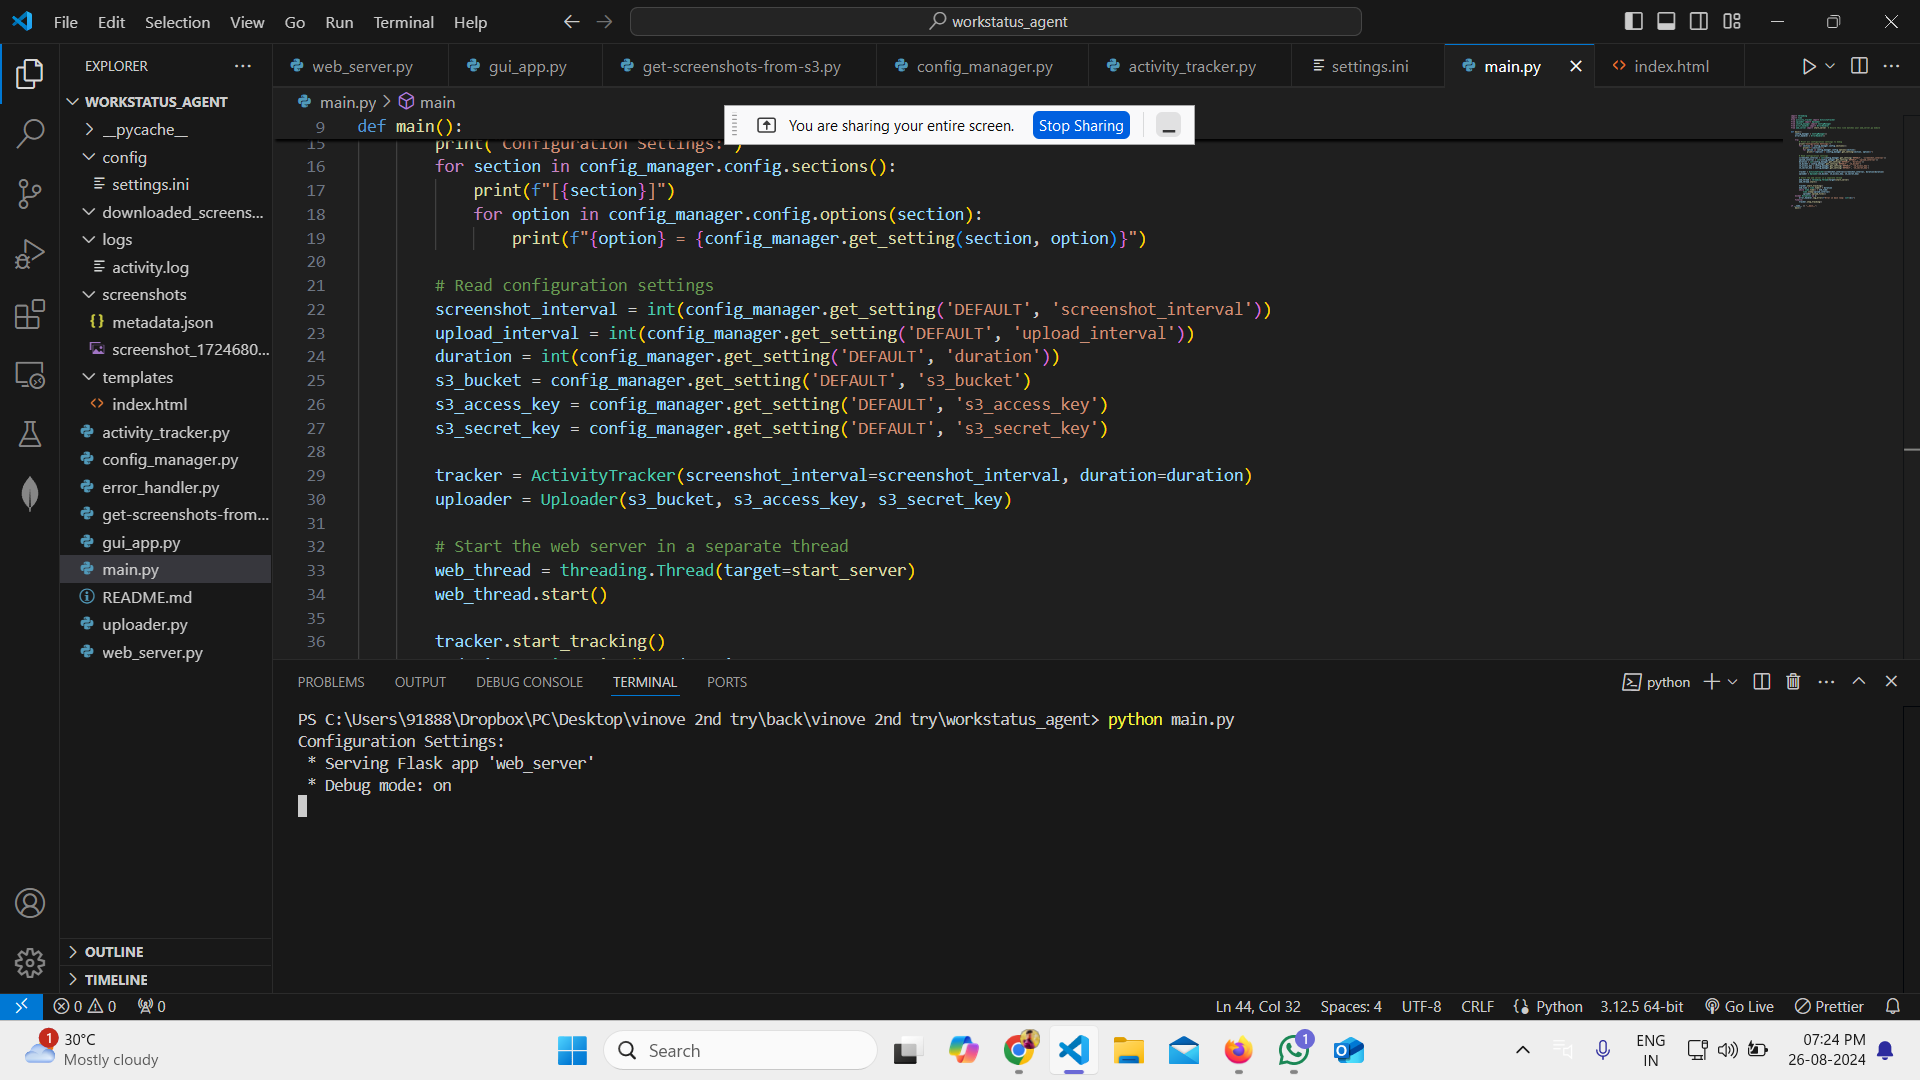 File Edit Selection View Go Run Terminal Help
workstatus_agent
EXPLORER
web_server.py gui_app.py get-screenshots-from-s3.py config_manager.py activity_tracker.py settings.ini main.py index.html
WORKSTATUS_AGENT
__pycache__
config
settings.ini
downloaded_screens...
logs
activity.log
screenshots
metadata.json
screenshot_1724680...
templates
index.html
activity_tracker.py
config_manager.py
error_handler.py
get-screenshots-from...
gui_app.py
main.py
README.md
uploader.py
web_server.py
OUTLINE
TIMELINE
main.py > main
You are sharing your entire screen. Stop Sharing
9 def main():
15 print("Configuration Settings:")
16 for section in config_manager.config.sections():
17 print(f"[{section}]")
18 for option in config_manager.config.options(section):
19 print(f"{option} = {config_manager.get_setting(section, option)}")
20
21 # Read configuration settings
22 screenshot_interval = int(config_manager.get_setting('DEFAULT', 'screenshot_interval'))
23 upload_interval = int(config_manager.get_setting('DEFAULT', 'upload_interval'))
24 duration = int(config_manager.get_setting('DEFAULT', 'duration'))
25 s3_bucket = config_manager.get_setting('DEFAULT', 's3_bucket')
26 s3_access_key = config_manager.get_setting('DEFAULT', 's3_access_key')
27 s3_secret_key = config_manager.get_setting('DEFAULT', 's3_secret_key')
28
29 tracker = ActivityTracker(screenshot_interval=screenshot_interval, duration=duration)
30 uploader = Uploader(s3_bucket, s3_access_key, s3_secret_key)
31
32 # Start the web server in a separate thread
33 web_thread = threading.Thread(target=start_server)
34 web_thread.start()
35
36 tracker.start_tracking()
PROBLEMS OUTPUT DEBUG CONSOLE TERMINAL PORTS
python
PS C:\Users\91888\Dropbox\PC\Desktop\vinove 2nd try\back\vinove 2nd try\workstatus_agent> python main.py
Configuration Settings:
* Serving Flask app 'web_server'
* Debug mode: on
0 0 0
Ln 44, Col 32 Spaces: 4 UTF-8 CRLF Python 3.12.5 64-bit Go Live Prettier
1 30°C
Mostly cloudy
Search
1
ENG
IN
07:24 PM
26-08-2024